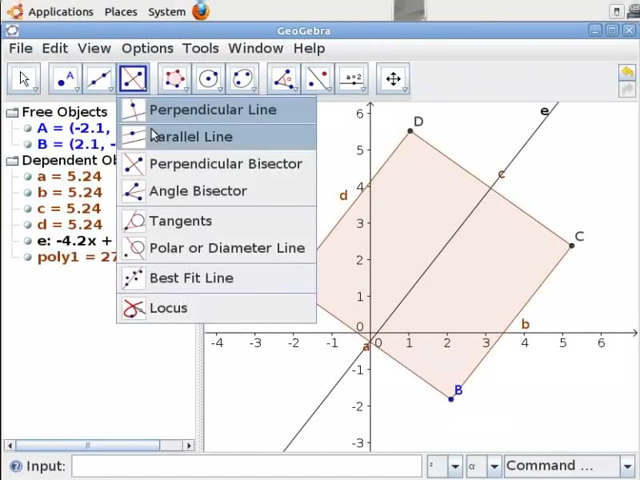 Applications Places System
GeoGebra
File Edit View Options Tools Window Help
A
a=2
Free Objects
A = (-2.1,
B = (2.1, -
Dependent Ob
a = 5.24
b = 5.24
c = 5.24
d = 5.24
e: -4.2x +
poly1 = 27
Perpendicular Line
Parallel Line
Perpendicular Bisector
Angle Bisector
Tangents
Polar or Diameter Line
Best Fit Line
Locus
D
e
c
d
C
b
a
B
6
5
3
2
1
0
-1
-2
-3
-4 -3 -2 -1 0 1 2 3 4 5 6
Input:
² α Command ...